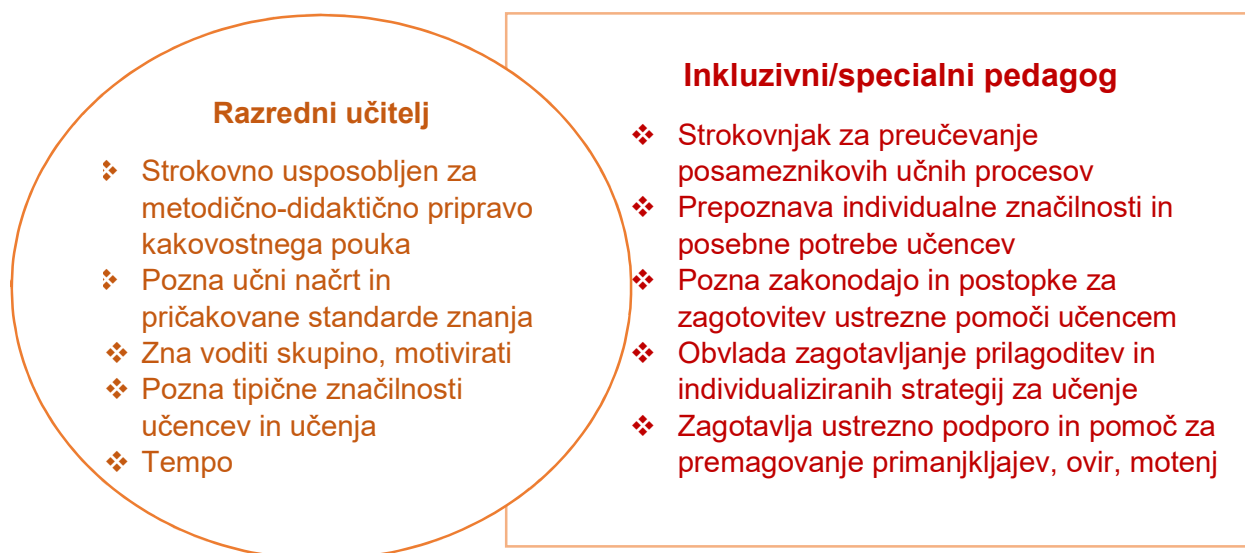 Razredni učitelj
❖ Strokovno usposobljen za
metodično-didaktično pripravo
kakovostnega pouka
❖ Pozna učni načrt in
pričakovane standarde znanja
❖ Zna voditi skupino, motivirati
❖ Pozna tipične značilnosti
učencev in učenja
❖ Tempo
Inkluzivni/specialni pedagog
❖ Strokovnjak za preučevanje
posameznikovih učnih procesov
❖ Prepoznava individualne značilnosti in
posebne potrebe učencev
❖ Pozna zakonodajo in postopke za
zagotovitev ustrezne pomoči učencem
❖ Obvlada zagotavljanje prilagoditev in
individualiziranih strategij za učenje
❖ Zagotavlja ustrezno podporo in pomoč za
premagovanje primanjkljajev, ovir, motenj